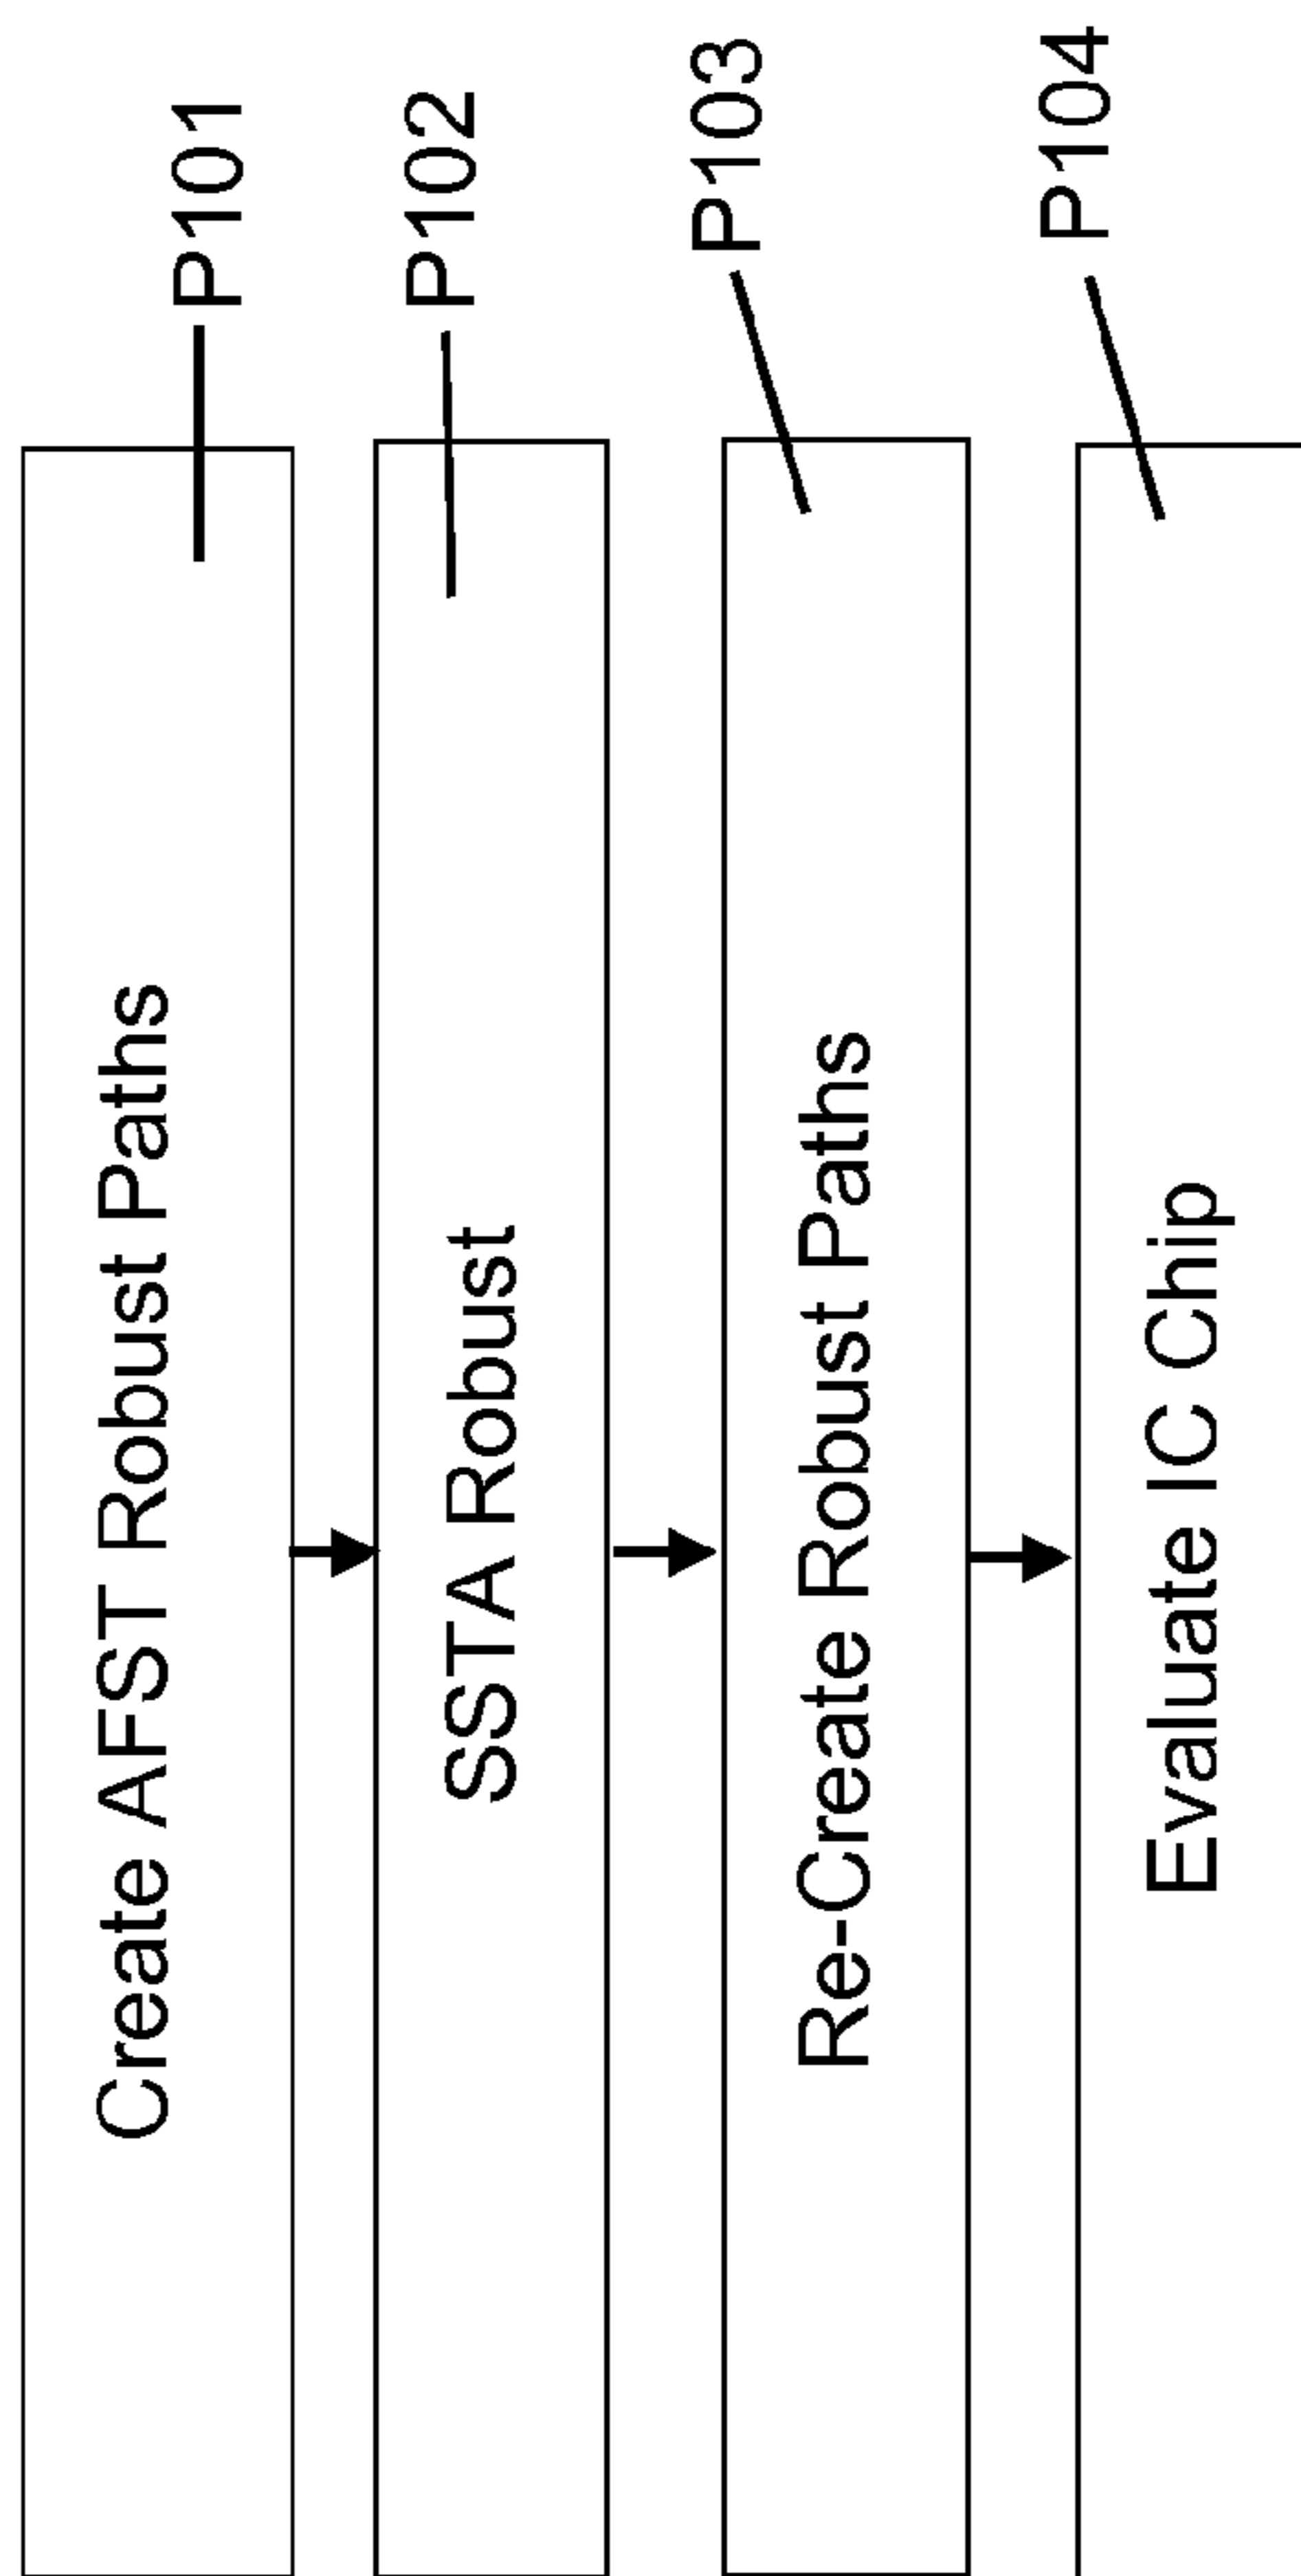 Create AFST Robust Paths
P101
SSTA Robust
P102
Re-Create Robust Paths
P103
Evaluate IC Chip
P104